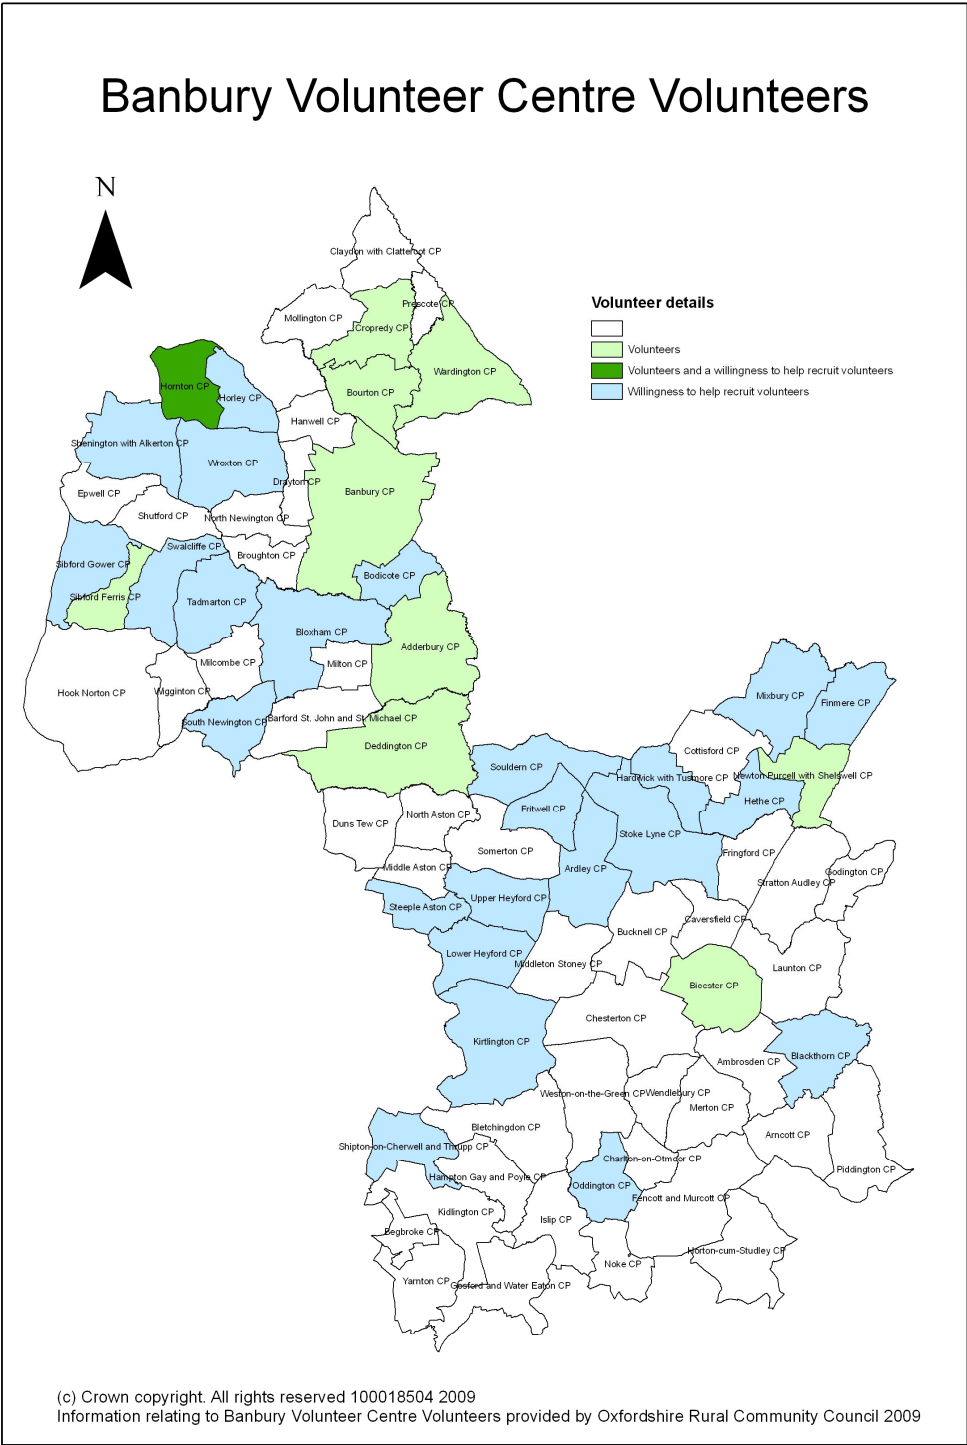 Banbury Volunteer Centre Volunteers
N
Claydon with Clattercot CP
Prescote CP
Mollington CP
Cropredy CP
Volunteer details
Volunteers
Volunteers and a willingness to help recruit volunteers
Willingness to help recruit volunteers
Wardington CP
Hornton CP
Bourton CP
Horley CP
Hanwell CP
Shenington with Alkerton CP
Wroxton CP
Drayton CP
Banbury CP
Epwell CP
Shutford CP
North Newington CP
Swalcliffe CP
Broughton CP
Sibford Gower CP
Bodicote CP
Sibford Ferris CP
Tadmarton CP
Bloxham CP
Adderbury CP
Milcombe CP
Milton CP
Hook Norton CP
Wigginton CP
Mixbury CP
Finmere CP
South Newington CP
Barford St. John and St. Michael CP
Deddington CP
Cottisford CP
Souldern CP
Hardwick with Tusmore CP
Newton Purcell with Shelswell CP
Hethe CP
Fritwell CP
North Aston CP
Duns Tew CP
Stoke Lyne CP
Somerton CP
Fringford CP
Middle Aston CP
Ardley CP
Godington CP
Stratton Audley CP
Upper Heyford CP
Steeple Aston CP
Caversfield CP
Bucknell CP
Lower Heyford CP
Middleton Stoney CP
Launton CP
Bicester CP
Chesterton CP
Kirtlington CP
Ambrosden CP
Blackthorn CP
Weston-on-the-Green CP
Wendlebury CP
Merton CP
Bletchingdon CP
Arncott CP
Shipton-on-Cherwell and Thrupp CP
Charlton-on-Otmoor CP
Piddington CP
Hampton Gay and Poyle CP
Oddington CP
Fencott and Murcott CP
Kidlington CP
Islip CP
Begbroke CP
Horton-cum-Studley CP
Noke CP
Yarnton CP
Gosford and Water Eaton CP
(c) Crown copyright. All rights reserved 100018504 2009
Information relating to Banbury Volunteer Centre Volunteers provided by Oxfordshire Rural Community Council 2009